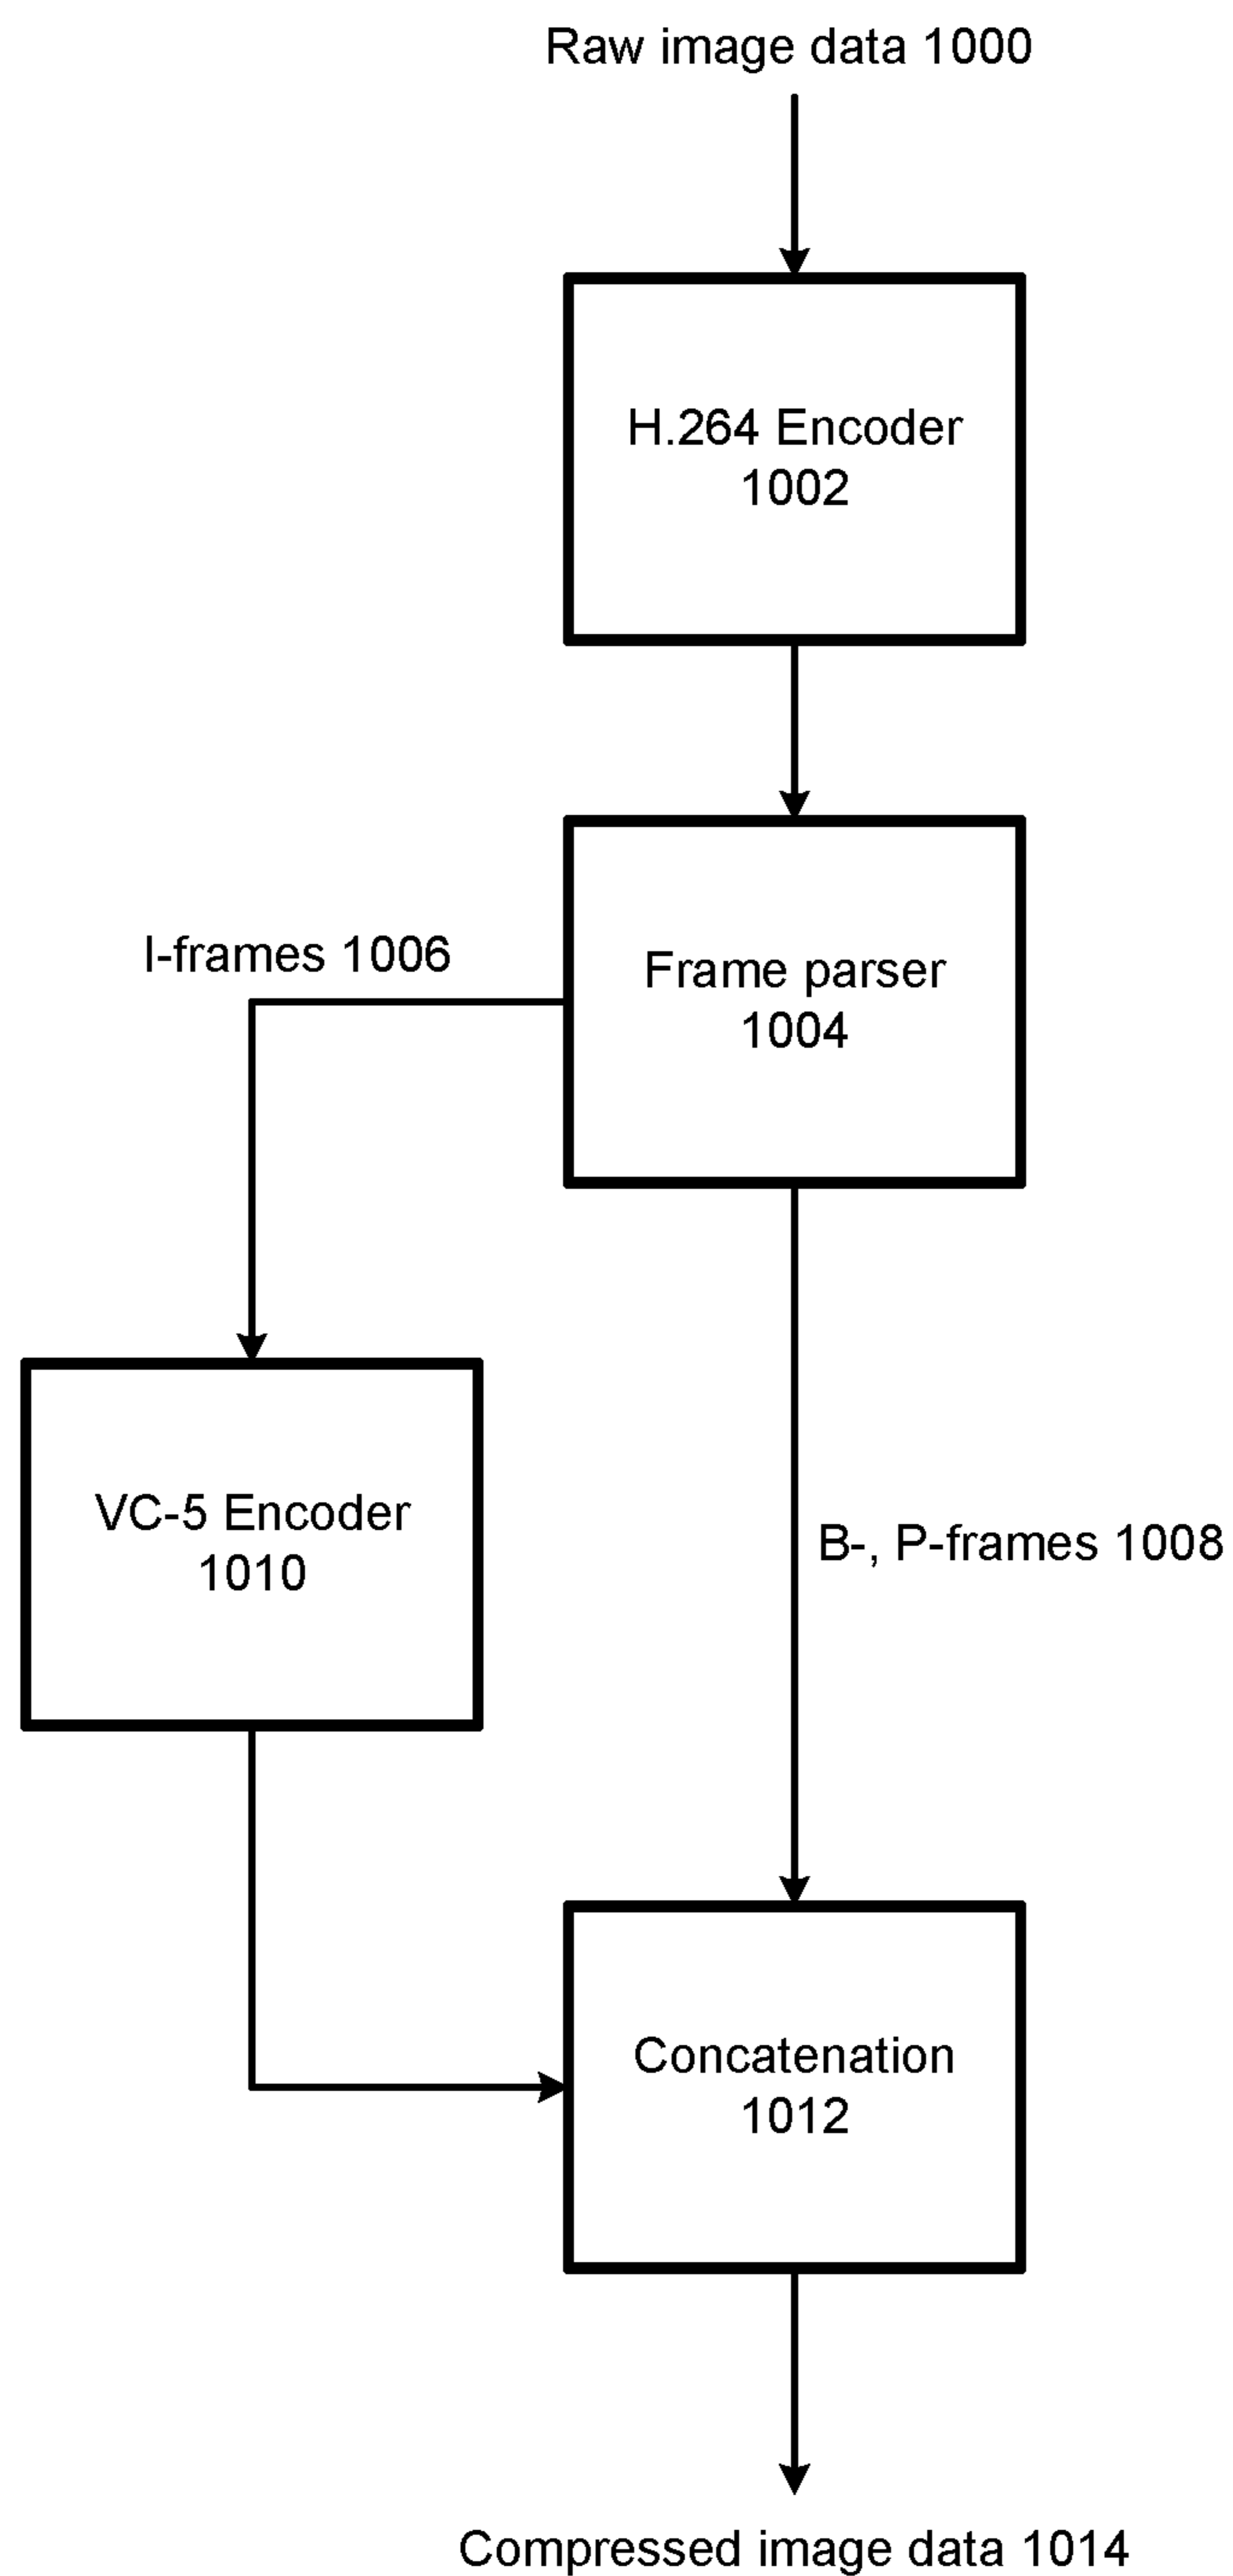 Raw image data 1000
H.264 Encoder
1002
I-frames 1006
Frame parser
1004
VC-5 Encoder
1010
B-, P-frames 1008
Concatenation
1012
Compressed image data 1014